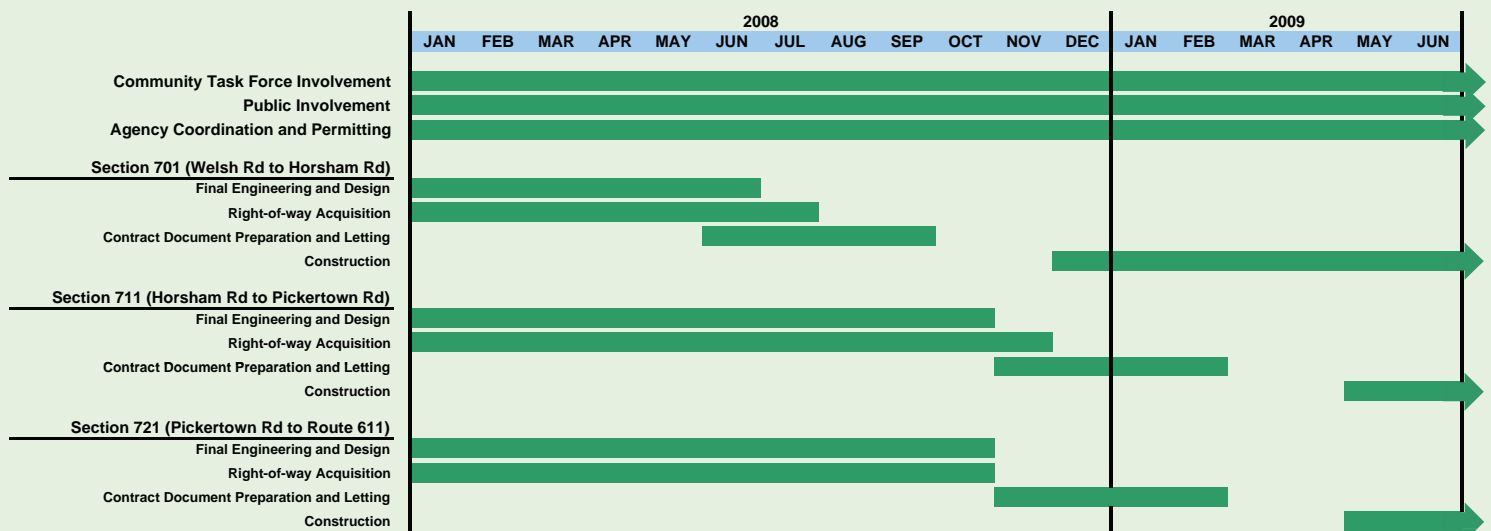 2008 2009
JAN FEB MAR APR MAY JUN JUL AUG SEP OCT NOV DEC JAN FEB MAR APR MAY JUN
Community Task Force Involvement
Public Involvement
Agency Coordination and Permitting
Section 701 (Welsh Rd to Horsham Rd)
Final Engineering and Design
Right-of-way Acquisition
Contract Document Preparation and Letting
Construction
Section 711 (Horsham Rd to Pickertown Rd)
Final Engineering and Design
Right-of-way Acquisition
Contract Document Preparation and Letting
Construction
Section 721 (Pickertown Rd to Route 611)
Final Engineering and Design
Right-of-way Acquisition
Contract Document Preparation and Letting
Construction